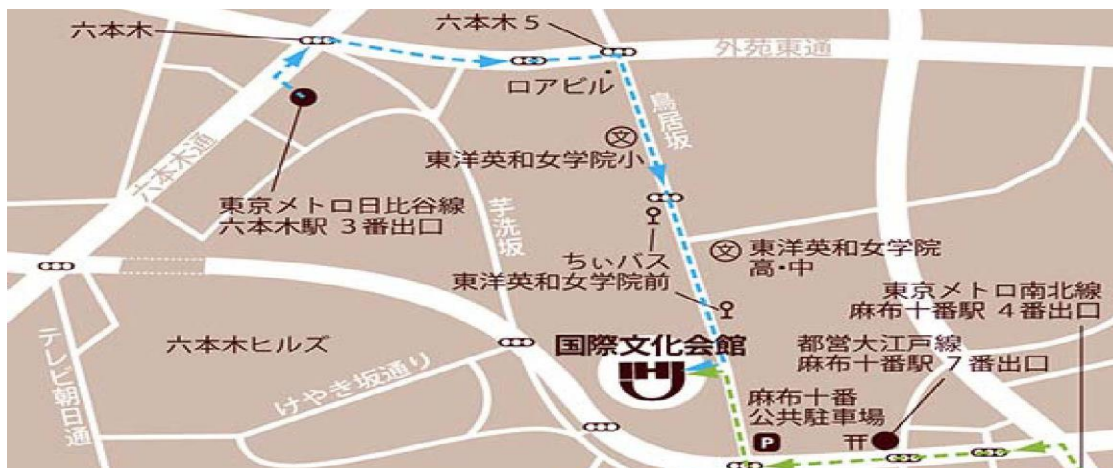 六本木
六本木 5
外苑東通
ロアビル
鳥居坂
東洋英和女学院小
六本木通
東京メトロ日比谷線
六本木駅 3番出口
芋洗坂
ちぃバス
東洋英和女学院前
東洋英和女学院
高・中
東京メトロ南北線
麻布十番駅 4番出口
都営大江戸線
麻布十番駅 7番出口
テレビ朝日通
六本木ヒルズ
けやき坂通り
国際文化会館
麻布十番
公共駐車場
P